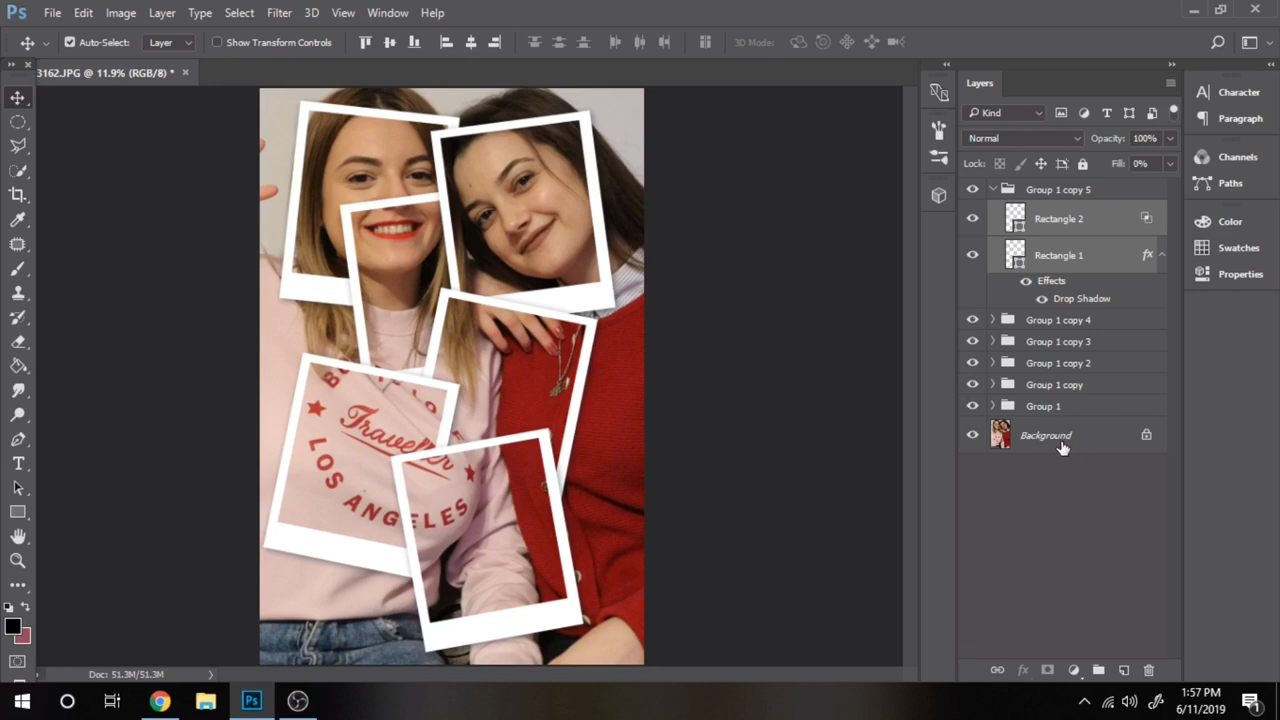 Ps File Edit Image Layer Type Select Filter 3D View Window Help
Auto-Select: Layer Show Transform Controls 3D Mode:
3162.JPG @ 11.9% (RGB/8) *
Layers
Kind
Normal Opacity: 100%
Lock: Fill: 0%
Group 1 copy 5
Rectangle 2
Rectangle 1 fx
Effects
Drop Shadow
Group 1 copy 4
Group 1 copy 3
Group 1 copy 2
Group 1 copy
Group 1
Background
Character
Paragraph
Channels
Paths
Color
Swatches
Properties
Traveller
LOS ANGELES
Doc: 51.3M/51.3M
fx
Ps
1:57 PM
6/11/2019
1